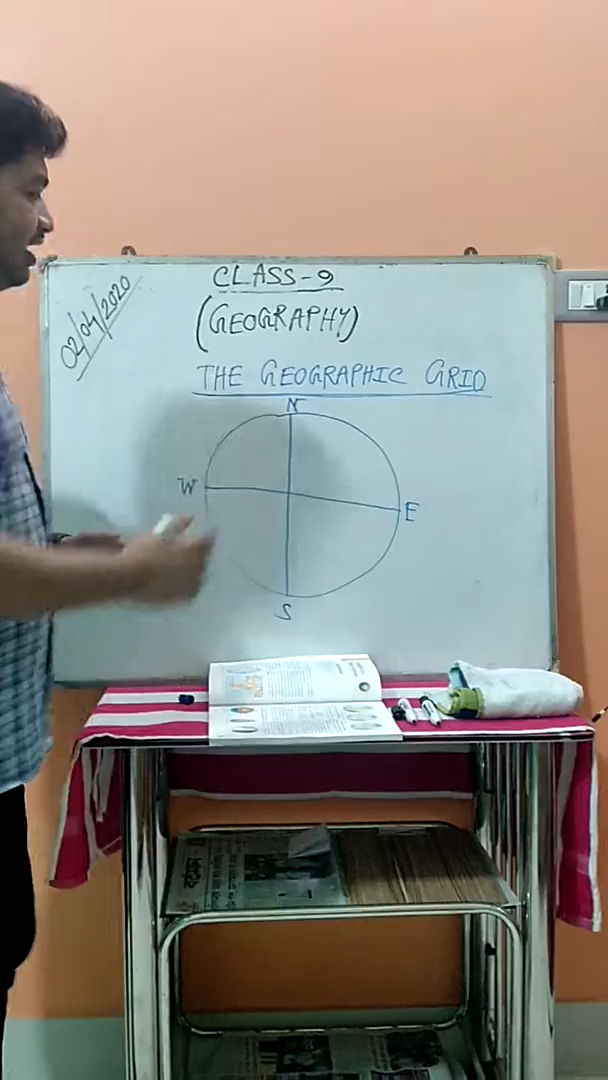 02/04/2020
CLASS-9
(GEOGRAPHY)
THE GEOGRAPHIC GRID
N
W
E
S